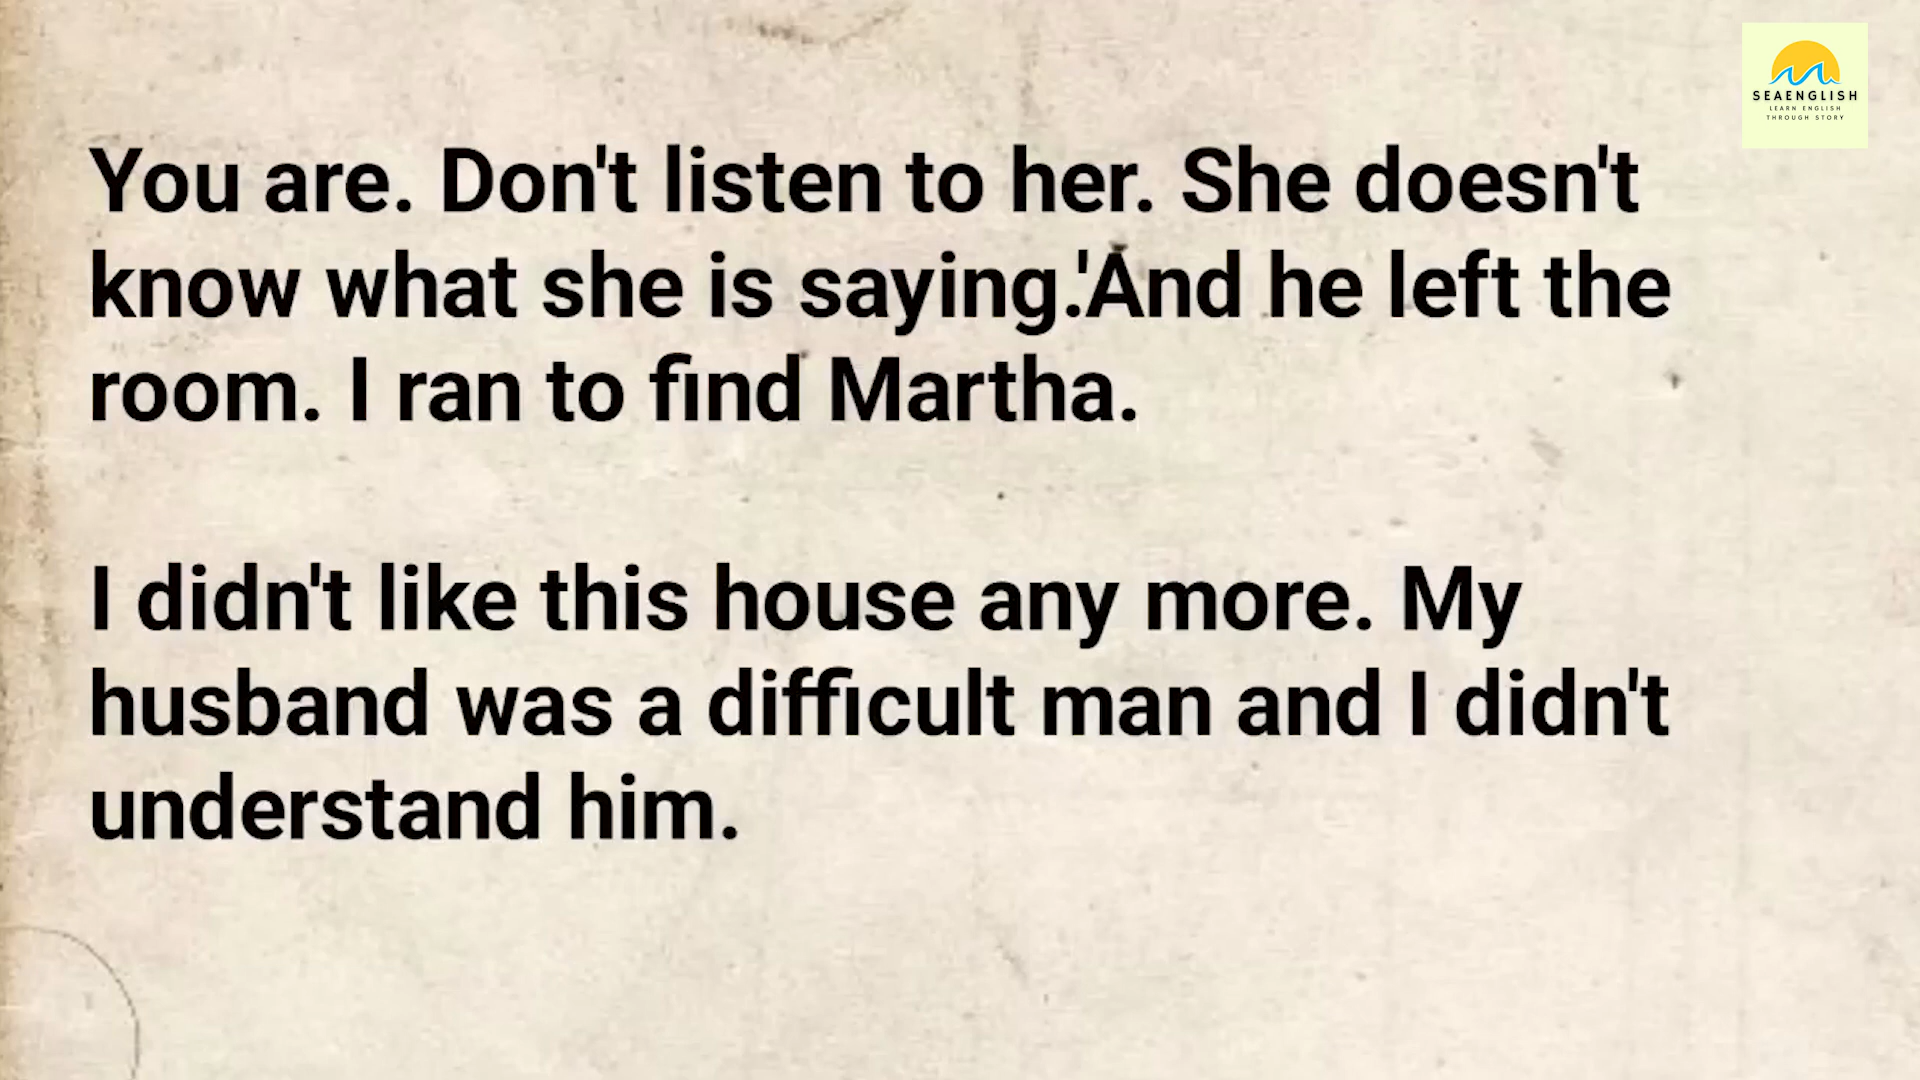 SEAENGLISH
LEARN ENGLISH
THROUGH STORY
You are. Don't listen to her. She doesn't
know what she is saying.'And he left the
room. I ran to find Martha.
I didn't like this house any more. My
husband was a difficult man and I didn't
understand him.